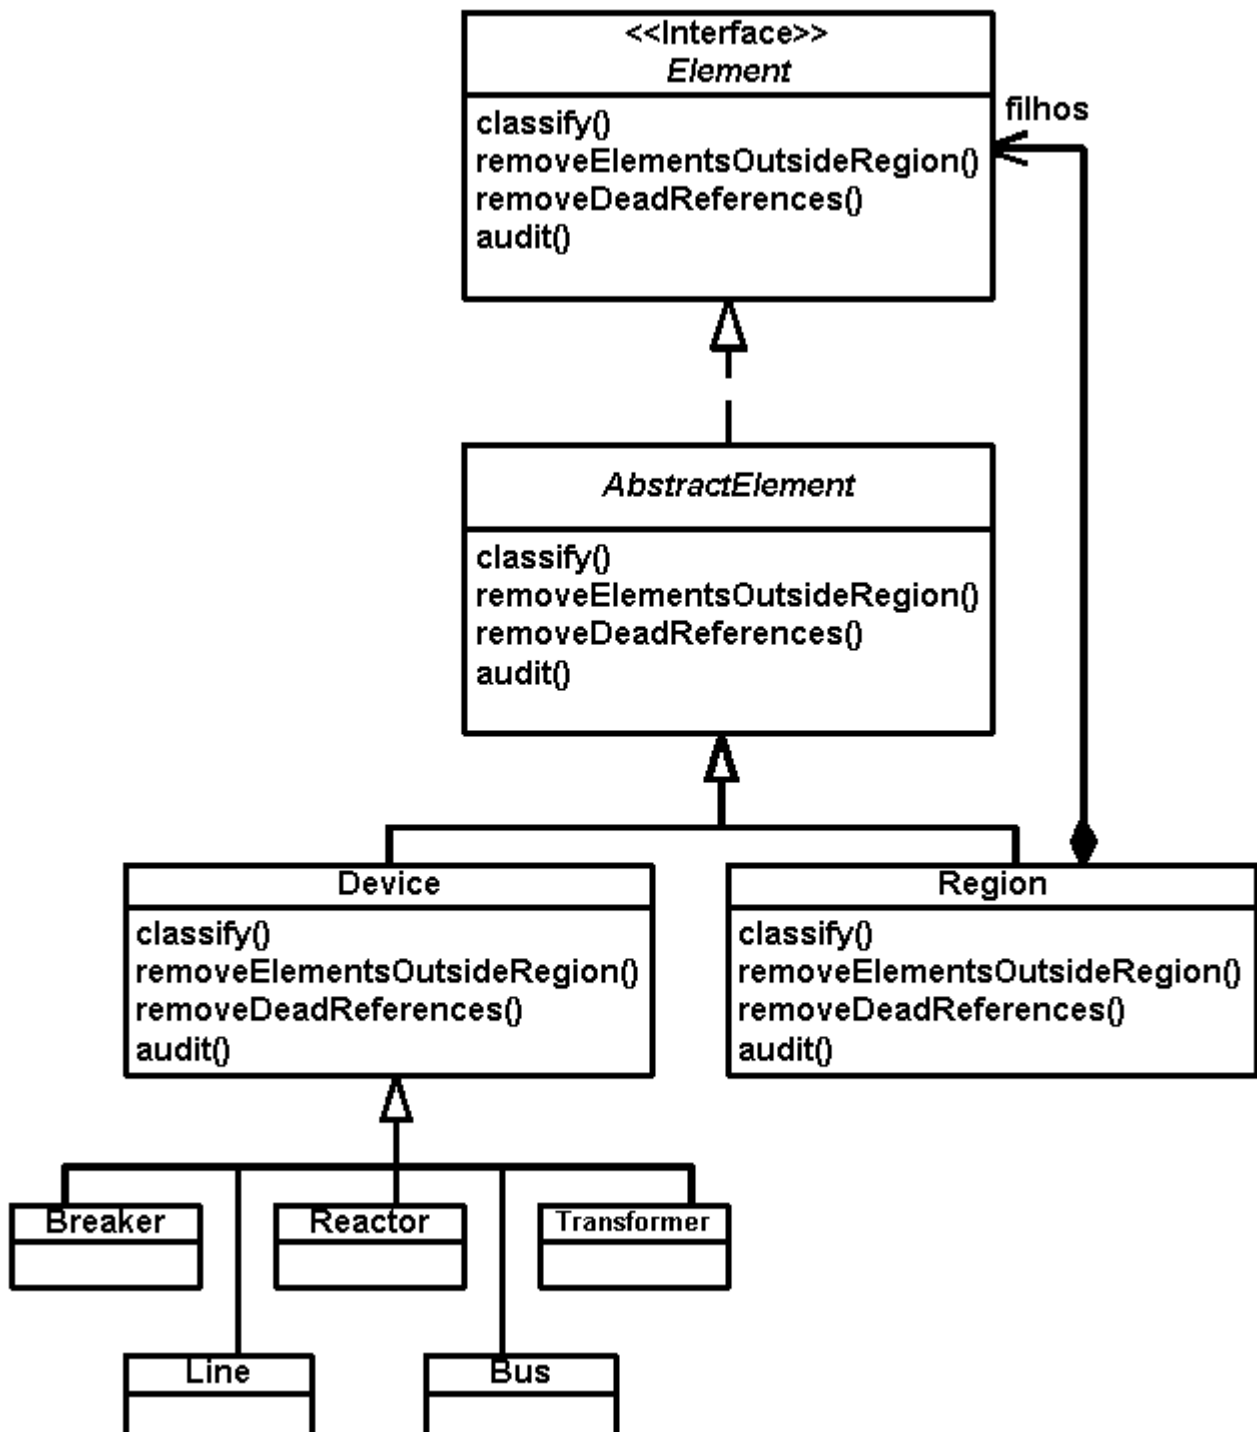 <<Interface>>
Element
filhos
classify()
removeElementsOutsideRegion()
removeDeadReferences()
audit()
AbstractElement
classify()
removeElementsOutsideRegion()
removeDeadReferences()
audit()
Device
classify()
removeElementsOutsideRegion()
removeDeadReferences()
audit()
Region
classify()
removeElementsOutsideRegion()
removeDeadReferences()
audit()
Breaker
Reactor
Transformer
Line
Bus